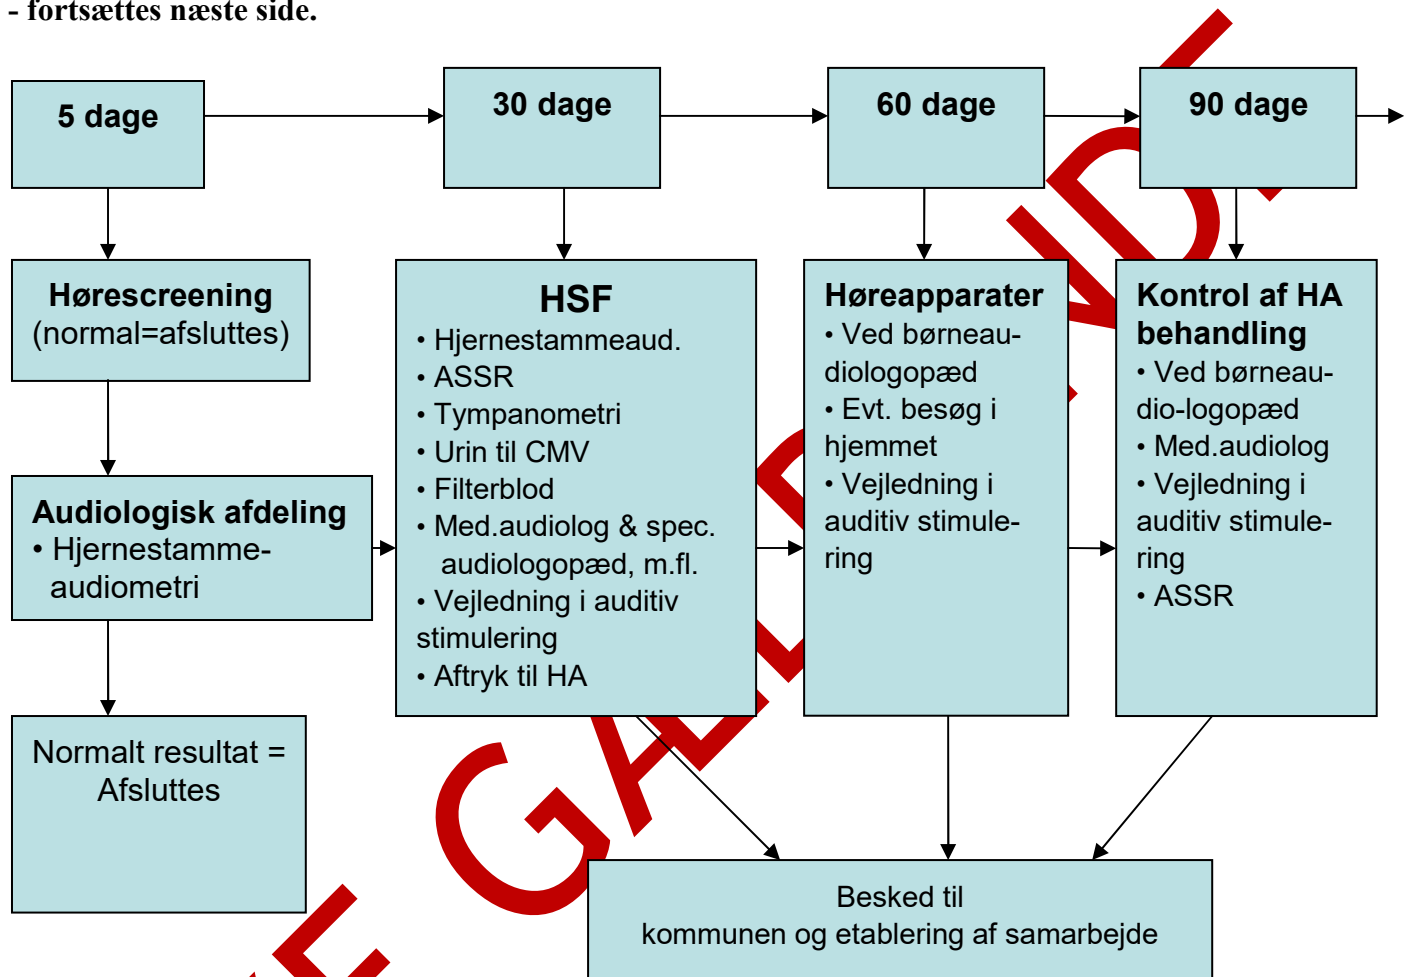 - fortsættes næste side.
5 dage
30 dage
60 dage
90 dage
Hørescreening
(normal=afsluttes)
Audiologisk afdeling
• Hjernestamme-
audiometri
Normalt resultat =
Afsluttes
HSF
• Hjernestammeaud.
• ASSR
• Tympanometri
• Urin til CMV
• Filterblod
• Med.audiolog & spec.
audiologopæd, m.fl.
• Vejledning i auditiv
stimulering
• Aftryk til HA
Høreapparater
• Ved børneau-
diologopæd
• Evt. besøg i
hjemmet
• Vejledning i
auditiv stimule-
ring
Kontrol af HA
behandling
• Ved børneau-
dio-logopæd
• Med.audiolog
• Vejledning i
auditiv stimule-
ring
• ASSR
Besked til
kommunen og etablering af samarbejde